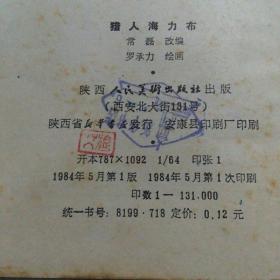 猎人海力布
常磊 改编
罗承力 绘画
陕西人民美术出版社出版
(西安北大街131号)
陕西省新华书店发行 安康县印刷厂印刷
开本787×1092 1/64 印张1
1984年5月第1版 1984年5月第1次印刷
印数1—131,000
统一书号：8199·718 定价：0.12元